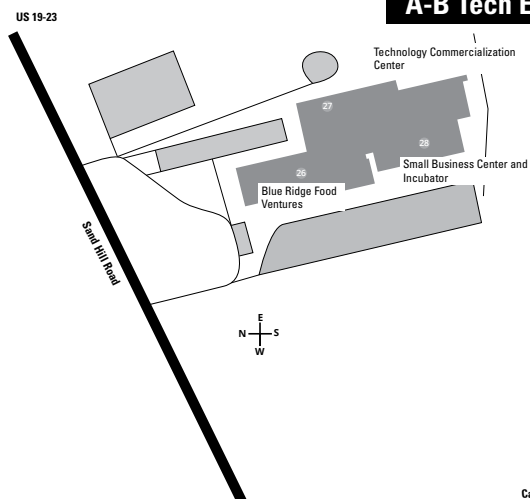 A-B Tech E
US 19-23
Technology Commercialization
Center
27
28
Small Business Center and
Incubator
26
Blue Ridge Food
Ventures
Sand Hill Road
E
N S
W